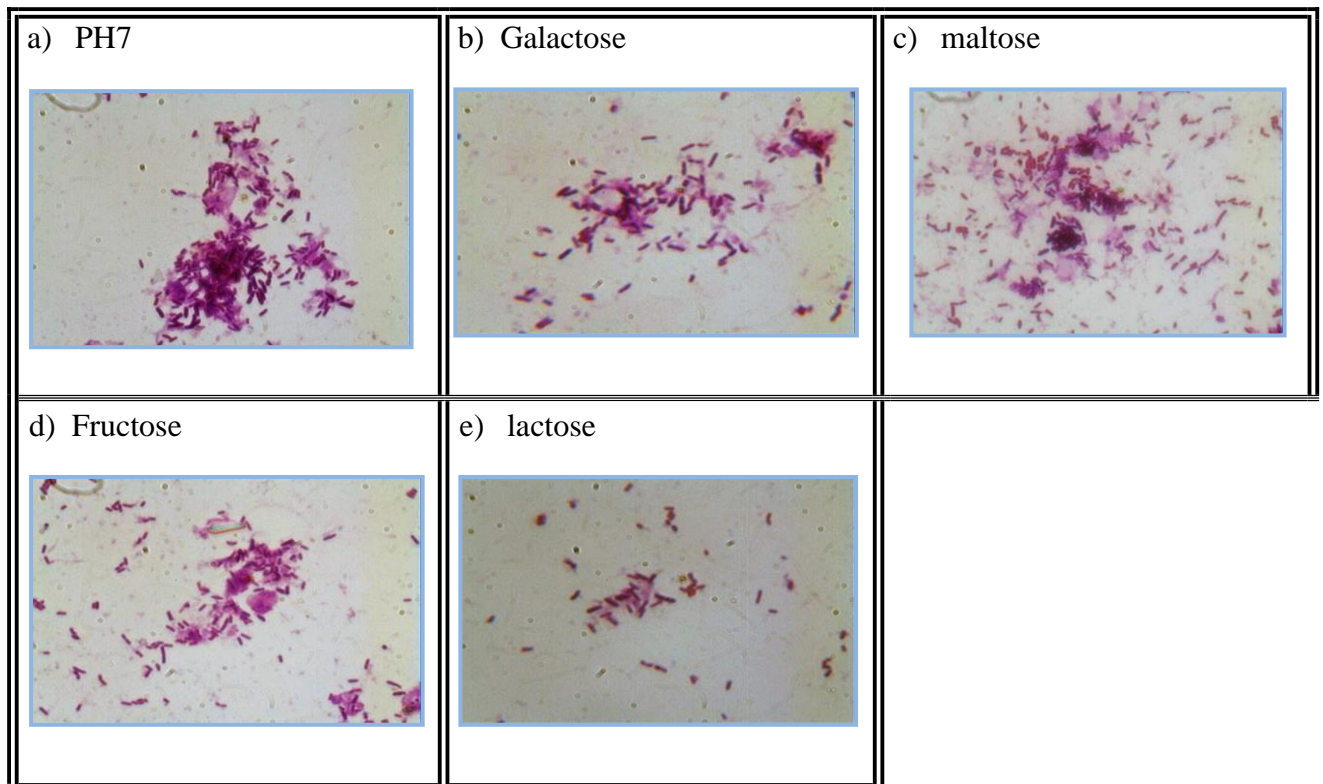 a) PH7
b) Galactose
c) maltose
d) Fructose
e) lactose